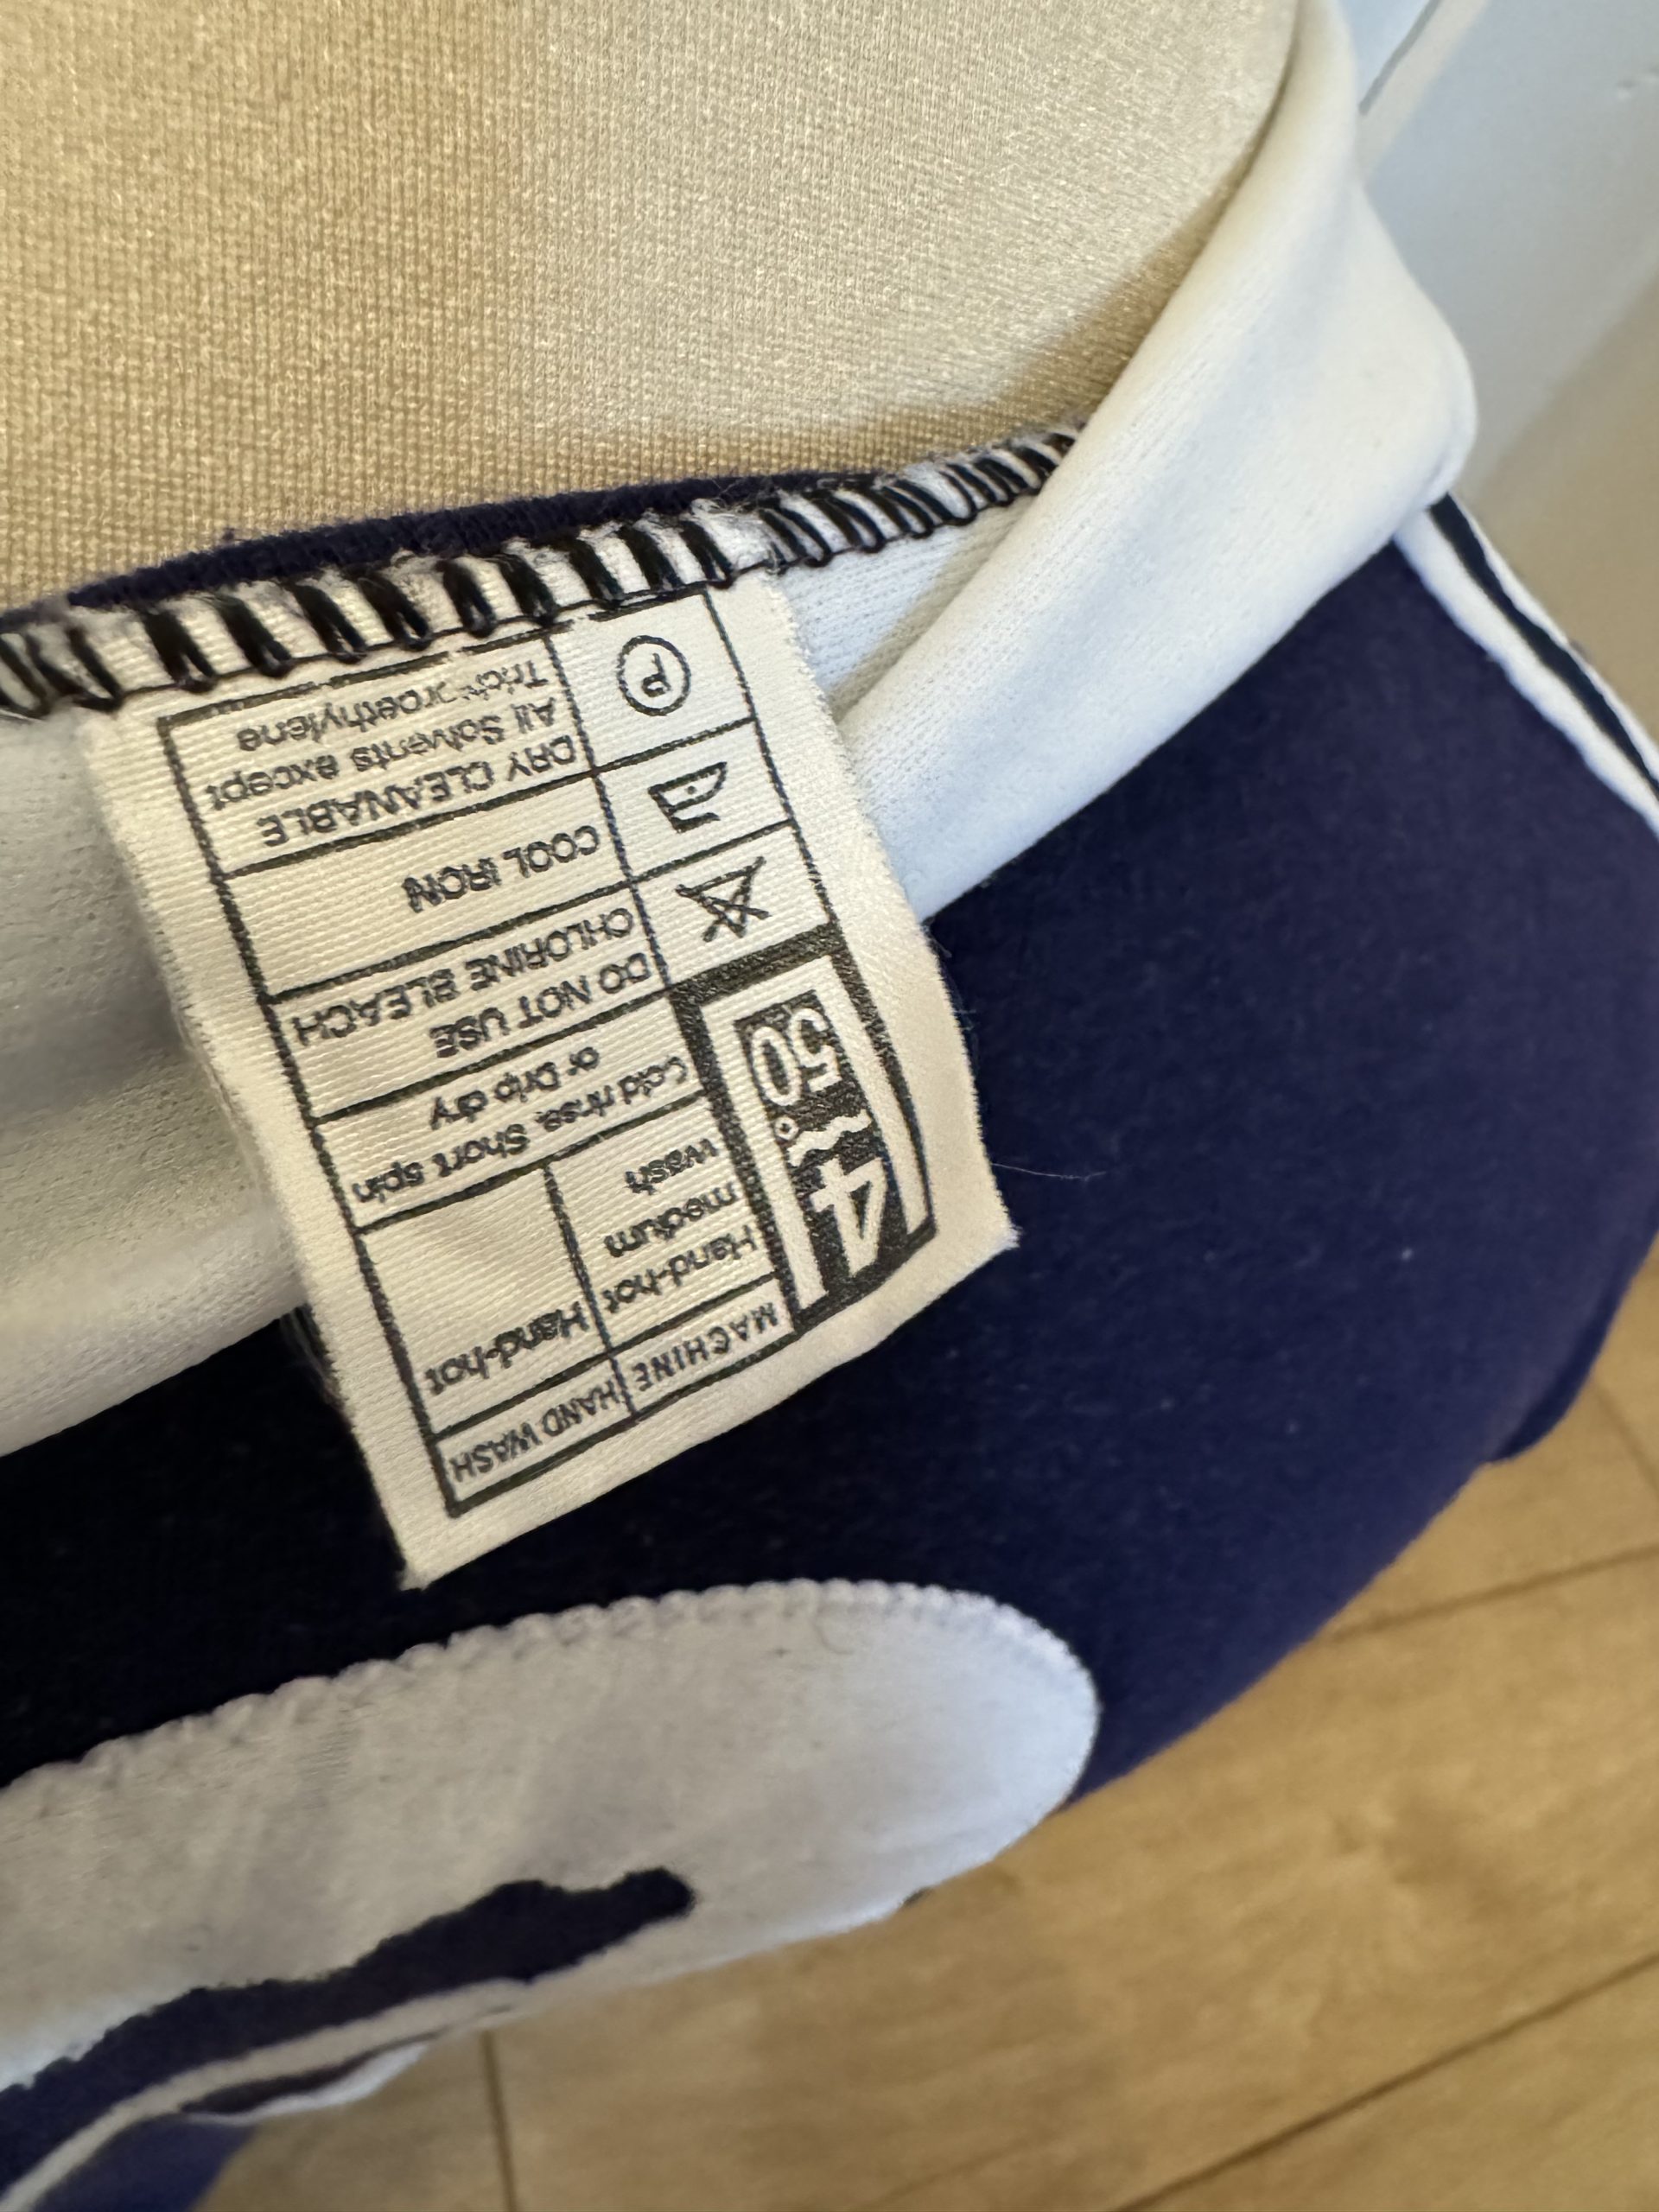 4
50°
MACHINE
HAND WASH
Hand-hot
medium
wash
Hand-hot
Cold rinse. Short spin
or Drip dry
DO NOT USE
CHLORINE BLEACH
COOL IRON
P
DRY CLEANABLE
All Solvents except
Trichloroethylene